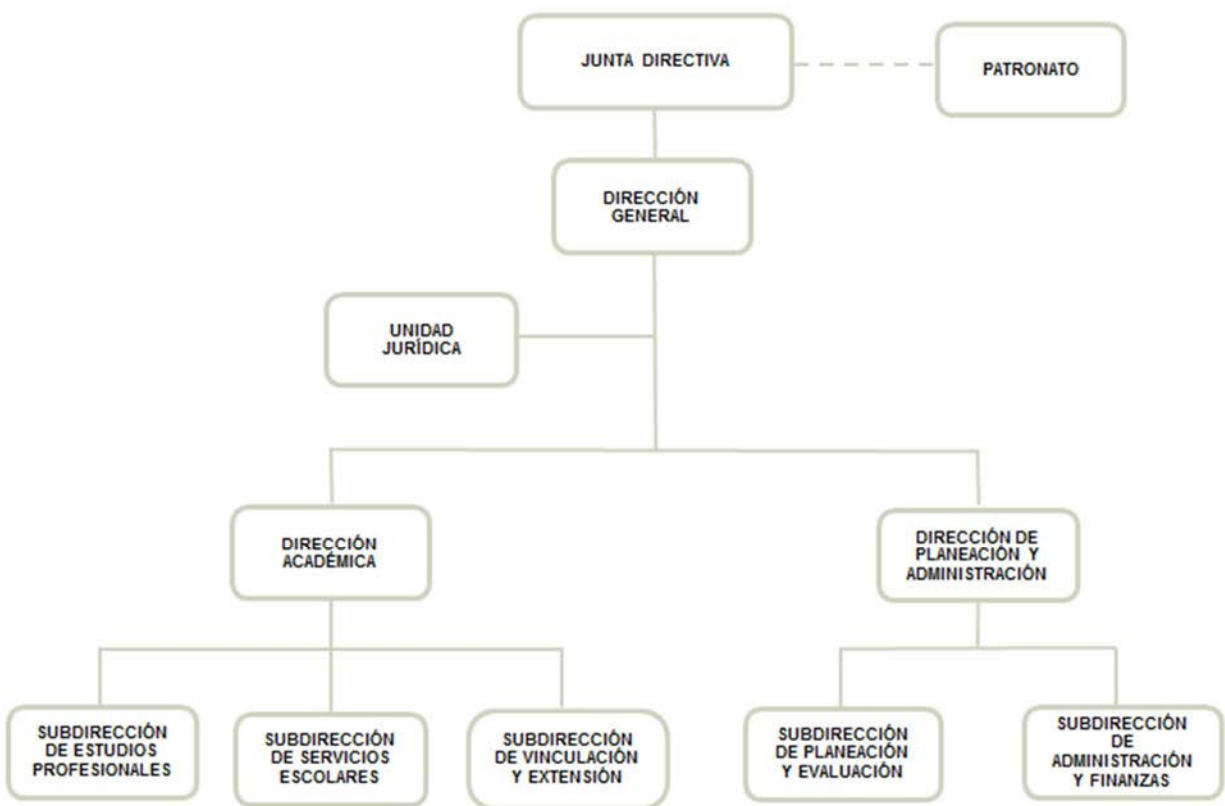 JUNTA DIRECTIVA
PATRONATO
DIRECCIÓN
GENERAL
UNIDAD
JURÍDICA
DIRECCIÓN
ACADÉMICA
DIRECCIÓN DE
PLANEACIÓN Y
ADMINISTRACIÓN
SUBDIRECCIÓN
DE ESTUDIOS
PROFESIONALES
SUBDIRECCIÓN
DE SERVICIOS
ESCOLARES
SUBDIRECCIÓN
DE VINCULACIÓN
Y EXTENSIÓN
SUBDIRECCIÓN
DE PLANEACIÓN
Y EVALUACIÓN
SUBDIRECCIÓN
DE
ADMINISTRACIÓN
Y FINANZAS